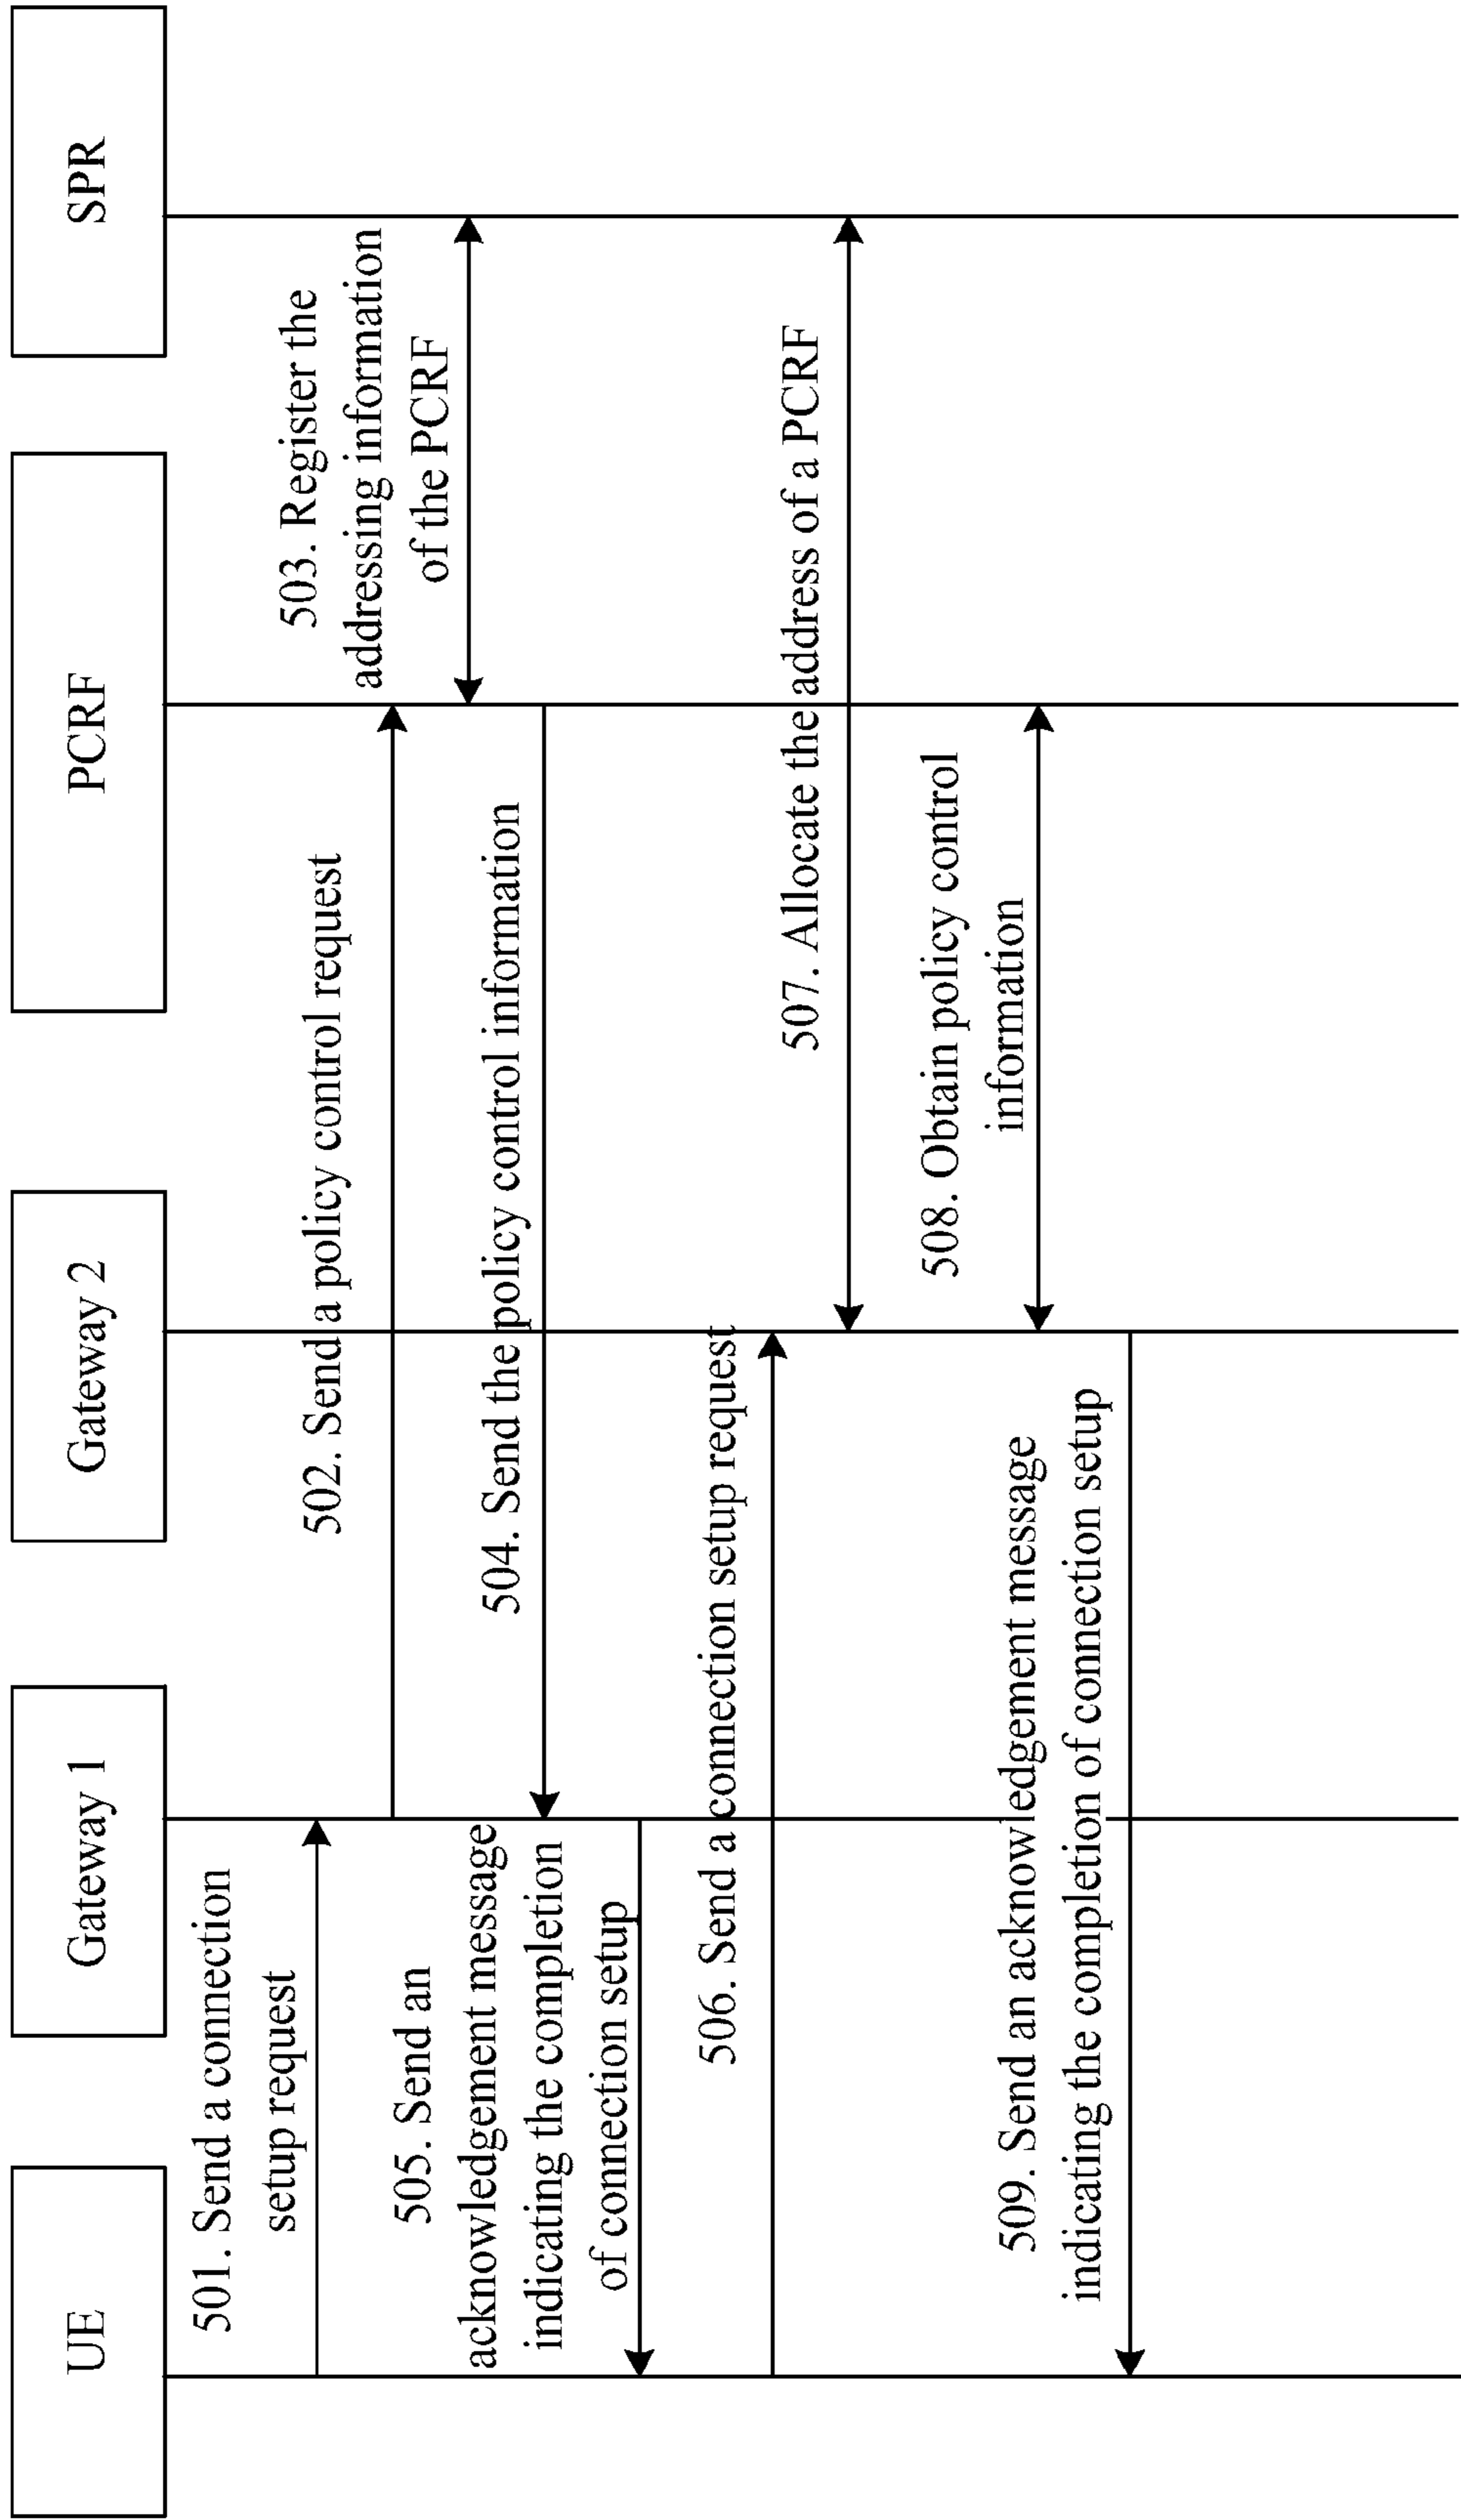 UE
Gateway 1
Gateway 2
PCRF
SPR
501. Send a connection
setup request
502. Send a policy control request
503. Register the
addressing information
of the PCRF
504. Send the policy control information
505. Send an
acknowledgement message
indicating the completion
of connection setup
506. Send a connection setup request
507. Allocate the address of a PCRF
508. Obtain policy control
information
509. Send an acknowledgement message
indicating the completion of connection setup